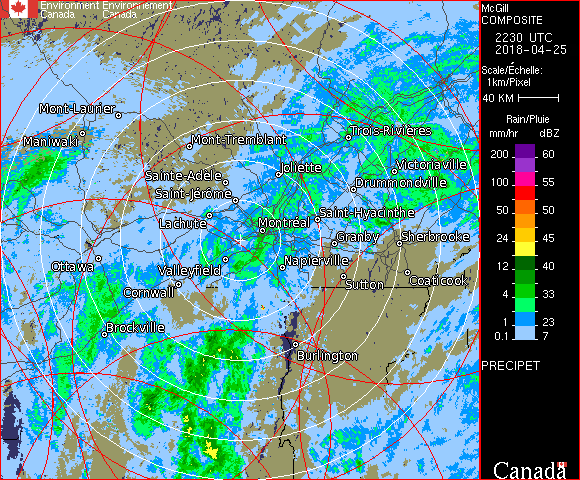 Environment Environnement
Canada Canada
McGill
COMPOSITE
2230 UTC
2018-04-25
Scale/Échelle:
1km/Pixel
40 KM
Rain/Pluie
mm/hr dBZ
200 60
100 55
50 50
24 45
12 40
4 33
1 23
0.1 7
PRECIPET
Canada
Mont-Laurier
Maniwaki
Mont-Tremblant
Trois-Rivières
Sainte-Adèle
Joliette
Victoriaville
Saint-Jérôme
Drummondville
Lachute
Montréal
Saint-Hyacinthe
Granby
Sherbrooke
Ottawa
Valleyfield
Napierville
Cornwall
Sutton
Coaticook
Brockville
Burlington